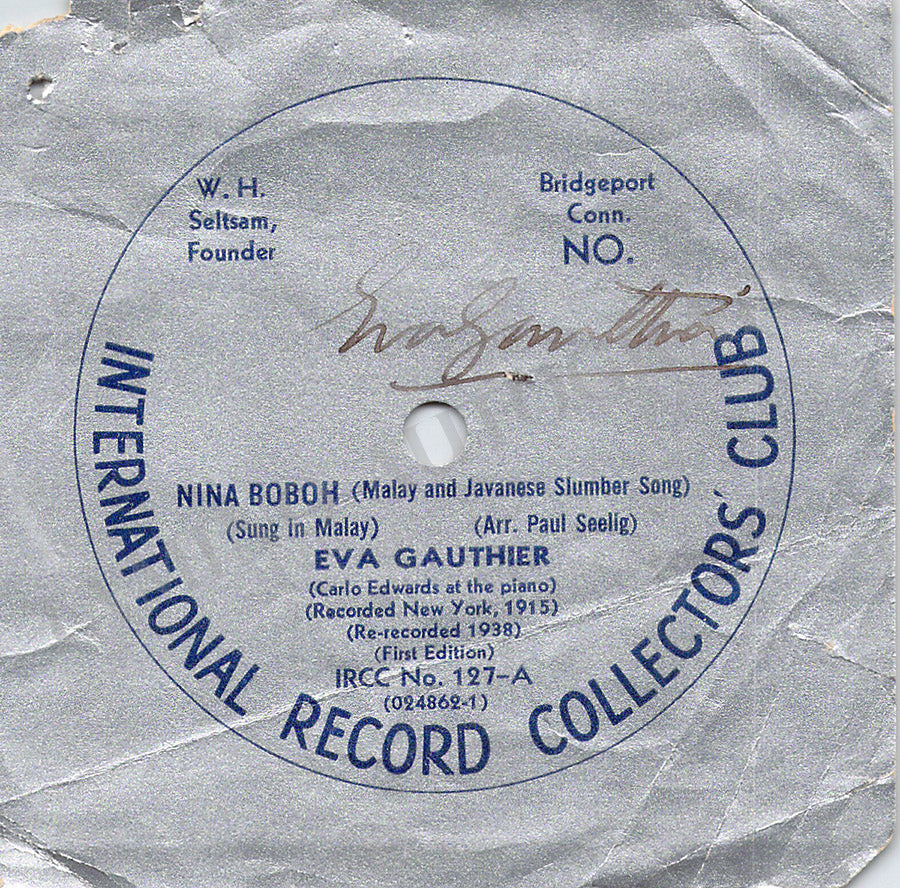 W. H.
Seltsam,
Founder
Bridgeport
Conn.
NO.
Eva Gauthier
NINA BOBOH (Malay and Javanese Slumber Song)
(Sung in Malay) (Arr. Paul Seelig)
EVA GAUTHIER
(Carlo Edwards at the piano)
(Recorded New York, 1915)
(Re-recorded 1938)
(First Edition)
IRCC No. 127-A
(024862-1)
INTERNATIONAL RECORD COLLECTORS' CLUB